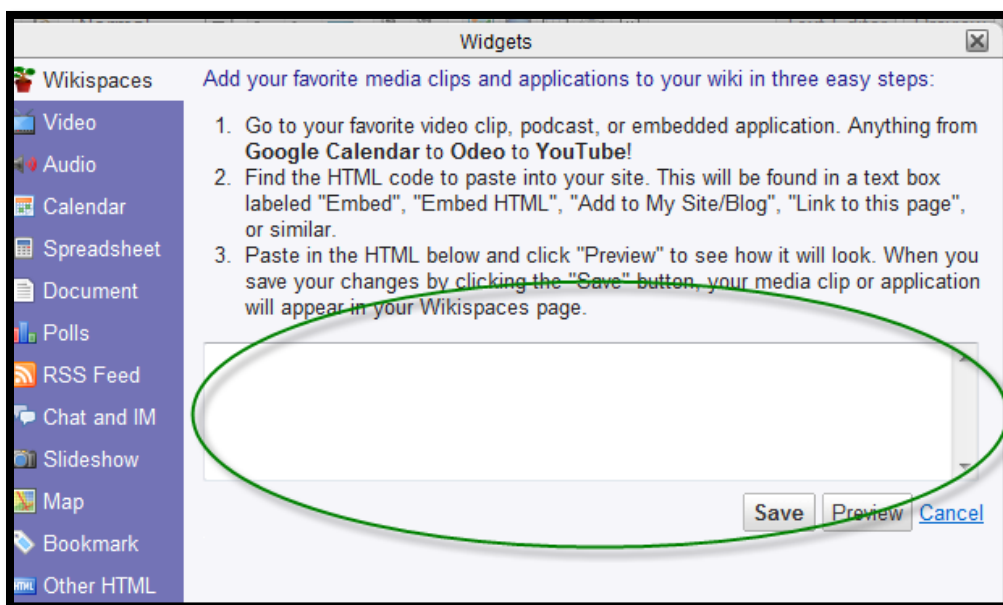 Widgets
Wikispaces
Video
Audio
Calendar
Spreadsheet
Document
Polls
RSS Feed
Chat and IM
Slideshow
Map
Bookmark
Other HTML
Add your favorite media clips and applications to your wiki in three easy steps:
1. Go to your favorite video clip, podcast, or embedded application. Anything from
Google Calendar to Odeo to YouTube!
2. Find the HTML code to paste into your site. This will be found in a text box
labeled "Embed", "Embed HTML", "Add to My Site/Blog", "Link to this page",
or similar.
3. Paste in the HTML below and click "Preview" to see how it will look. When you
save your changes by clicking the "Save" button, your media clip or application
will appear in your Wikispaces page.
Save Preview Cancel